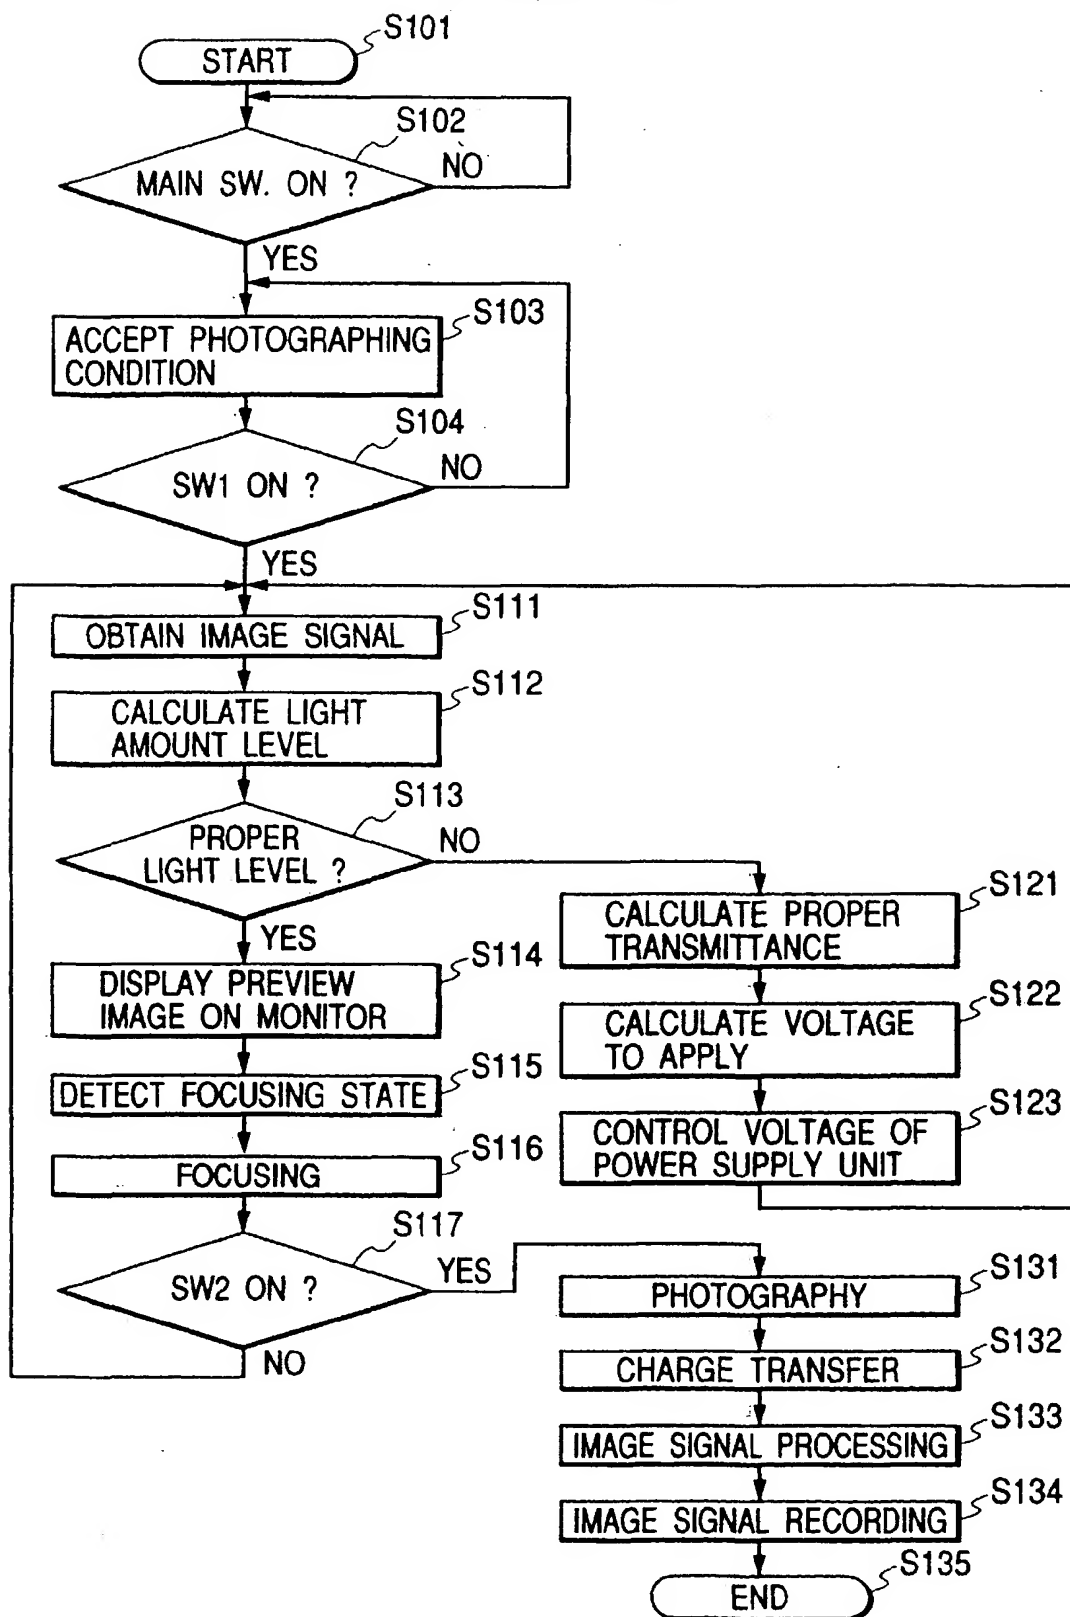 S101
START
S102
MAIN SW. ON ?
NO
YES
S103
ACCEPT PHOTOGRAPHING
CONDITION
S104
SW1 ON ?
NO
YES
S111
OBTAIN IMAGE SIGNAL
S112
CALCULATE LIGHT
AMOUNT LEVEL
S113
PROPER
LIGHT LEVEL ?
NO
YES
S114
DISPLAY PREVIEW
IMAGE ON MONITOR
S115
DETECT FOCUSING STATE
S116
FOCUSING
S117
SW2 ON ?
YES
NO
S121
CALCULATE PROPER
TRANSMITTANCE
S122
CALCULATE VOLTAGE
TO APPLY
S123
CONTROL VOLTAGE OF
POWER SUPPLY UNIT
S131
PHOTOGRAPHY
S132
CHARGE TRANSFER
S133
IMAGE SIGNAL PROCESSING
S134
IMAGE SIGNAL RECORDING
S135
END